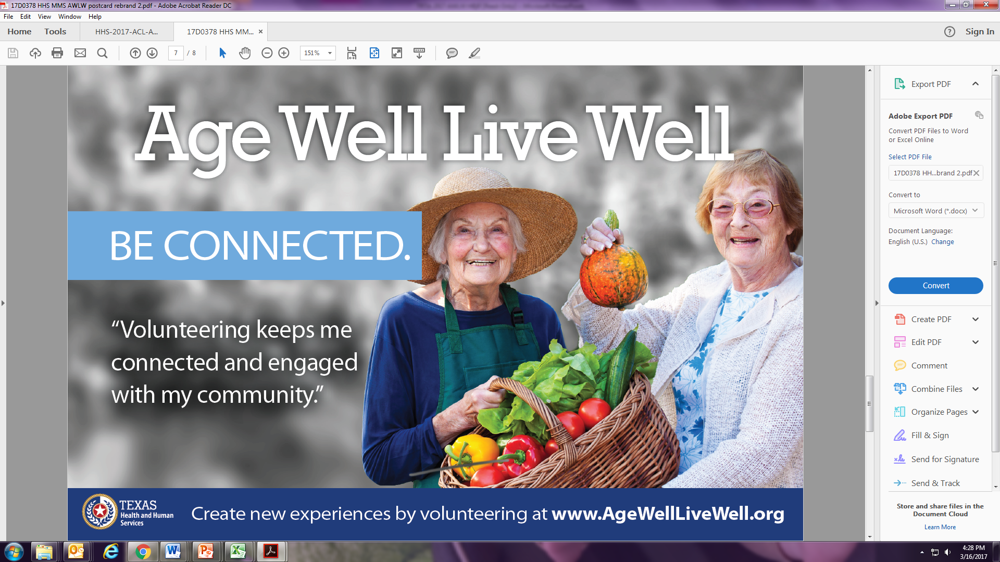 17D0378 HHS MMS AWLW postcard rebrand 2.pdf - Adobe Acrobat Reader DC
File Edit View Window Help
Home Tools HHS-2017-ACL-A... 17D0378 HHS MM... Sign In
7 / 8 151%
Age Well Live Well
BE CONNECTED.
“Volunteering keeps me
connected and engaged
with my community.”
TEXAS
Health and Human
Services
Create new experiences by volunteering at www.AgeWellLiveWell.org
Export PDF
Adobe Export PDF
Convert PDF Files to Word
or Excel Online
Select PDF File
17D0378 HH...brand 2.pdf
Convert to
Microsoft Word (*.docx)
Document Language:
English (U.S.) Change
Convert
Create PDF
Edit PDF
Comment
Combine Files
Organize Pages
Fill & Sign
Send for Signature
Send & Track
Store and share files in the
Document Cloud
Learn More
4:28 PM
3/16/2017